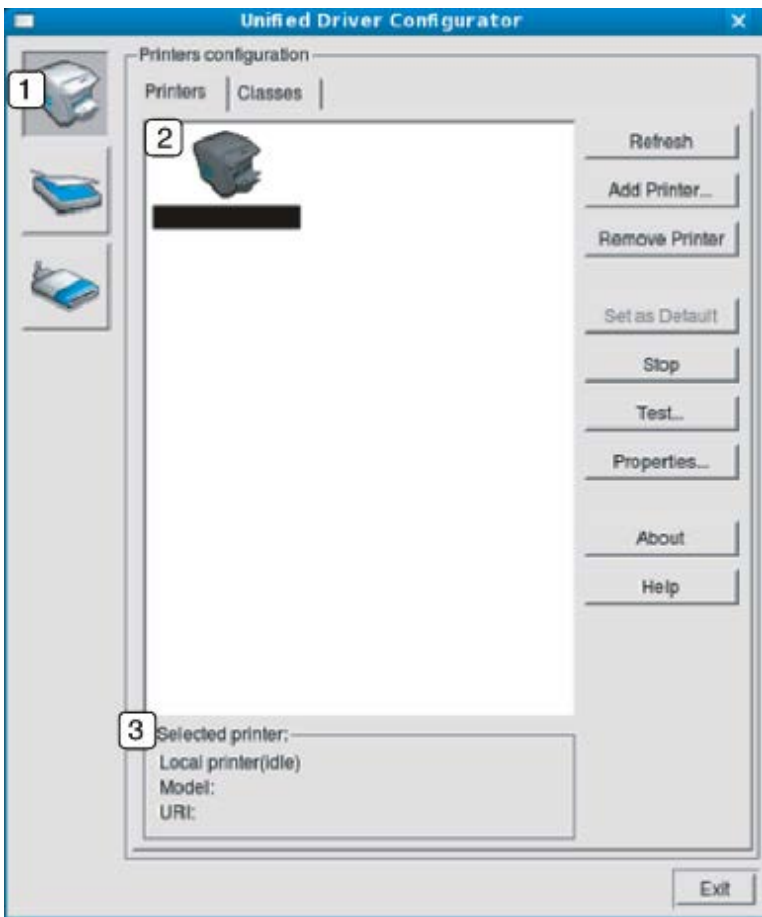 Unified Driver Configurator
Printers configuration
1
Printers
Classes
2
Refresh
Add Printer...
Remove Printer
Set as Default
Stop
Test...
Properties...
About
Help
3
Selected printer:
Local printer(idle)
Model:
URI:
Exit